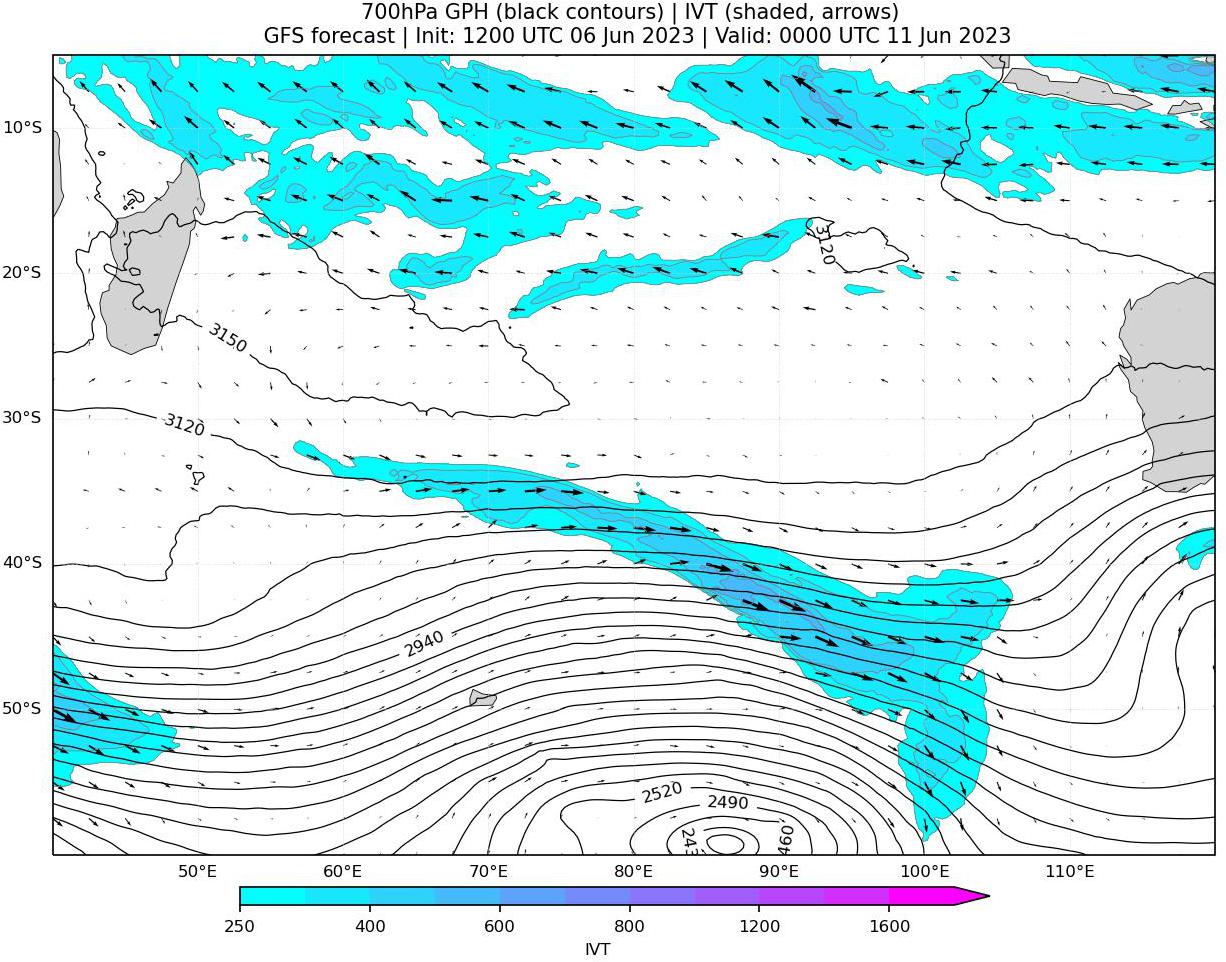 700hPa GPH (black contours) | IVT (shaded, arrows)
GFS forecast | Init: 1200 UTC 06 Jun 2023 | Valid: 0000 UTC 11 Jun 2023
10°S
3120
20°S
3150
30°S
3120
40°S
2940
50°S
2520
2490
243
460
50°E 60°E 70°E 80°E 90°E 100°E 110°E
250 400 600 800 1200 1600
IVT